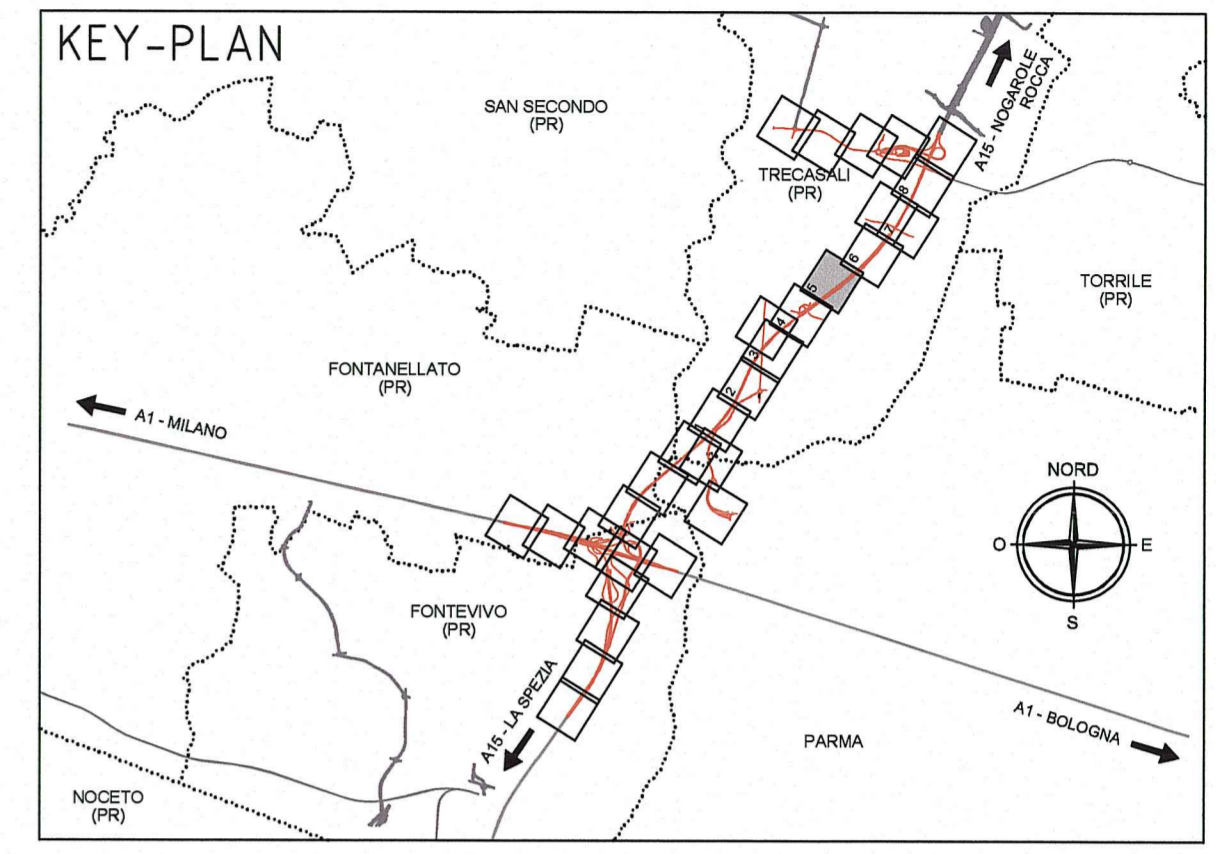 KEY-PLAN
SAN SECONDO
(PR)
A15 - NOGAROLE
ROCCA
TRECASALI
(PR)
8
7
6
5
4
3
2
1
TORRILE
(PR)
FONTANELLATO
(PR)
A1 - MILANO
NORD
O
E
S
FONTEVIVO
(PR)
A15 - LA SPEZIA
A1 - BOLOGNA
PARMA
NOCETO
(PR)